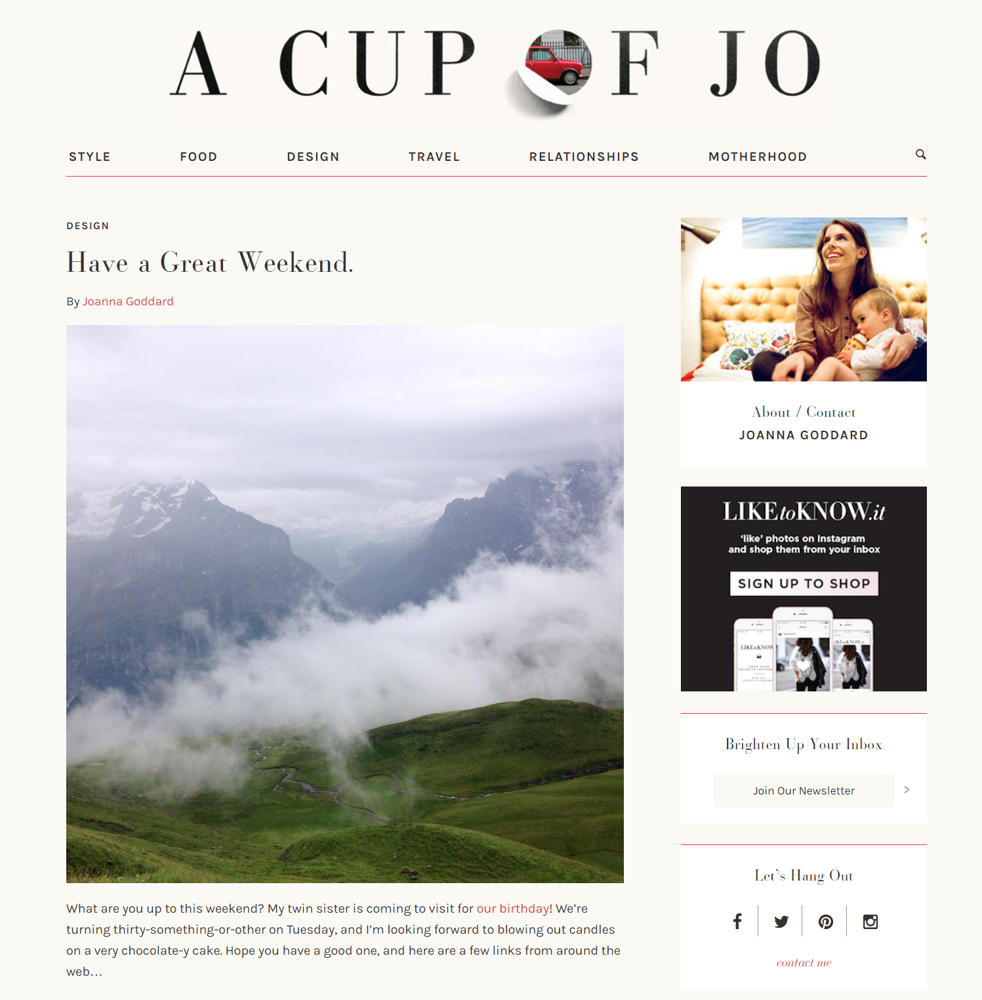 A CUP OF JO
STYLE
FOOD
DESIGN
TRAVEL
RELATIONSHIPS
MOTHERHOOD
DESIGN
Have a Great Weekend.
By Joanna Goddard
What are you up to this weekend? My twin sister is coming to visit for our birthday! We’re
turning thirty-something-or-other on Tuesday, and I’m looking forward to blowing out candles
on a very chocolate-y cake. Hope you have a good one, and here are a few links from around the
web…
About / Contact
JOANNA GODDARD
LIKEtoKNOW.it
‘like’ photos on Instagram
and shop them from your inbox
SIGN UP TO SHOP
Brighten Up Your Inbox
Join Our Newsletter >
Let’s Hang Out
contact me